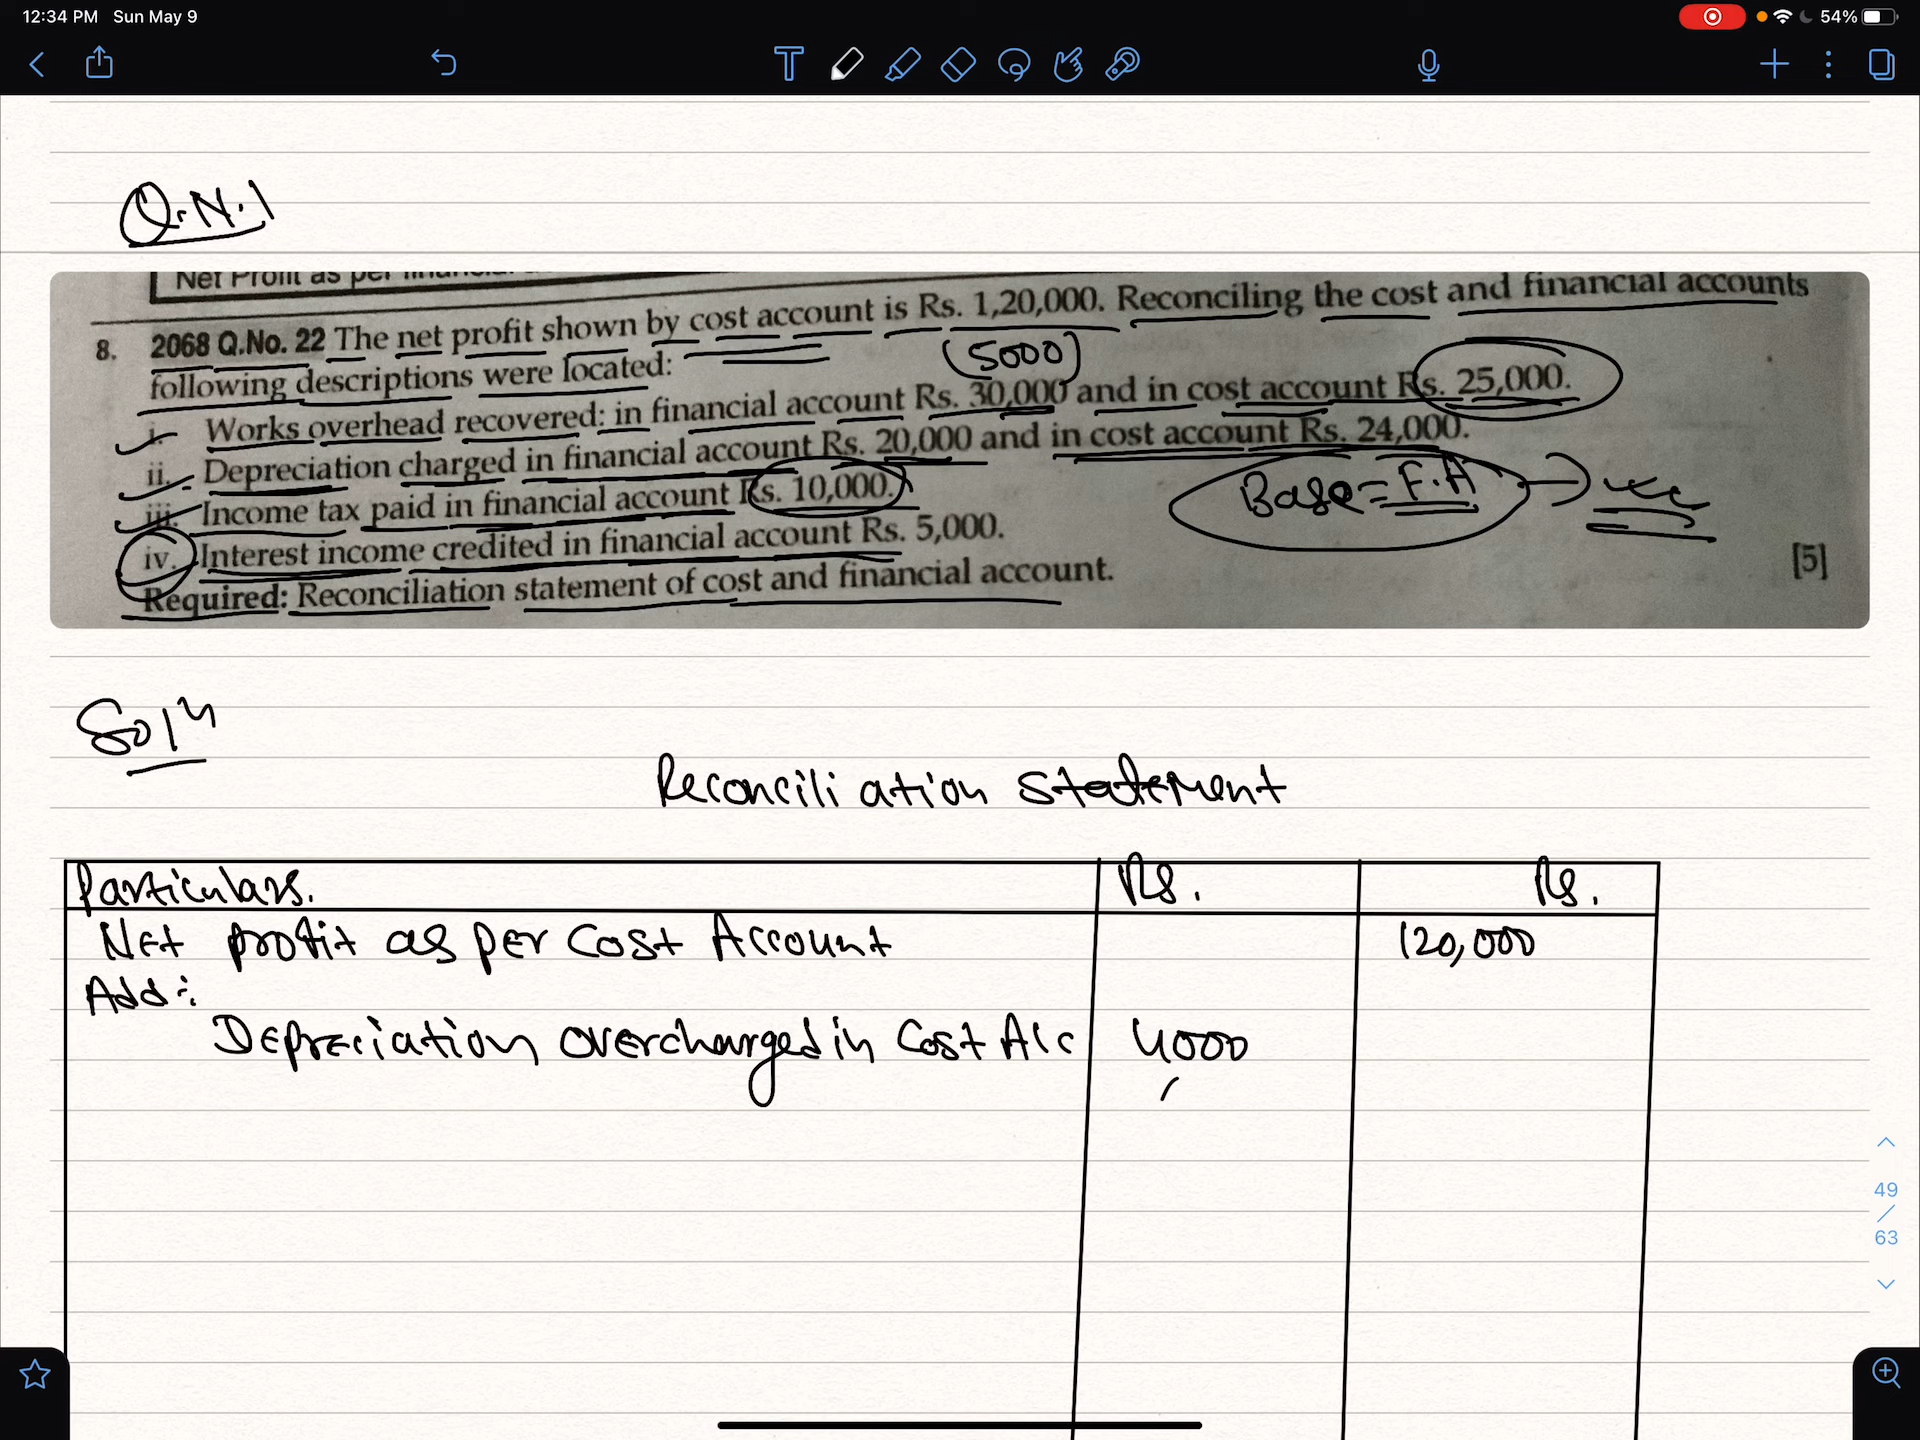 12:34 PM Sun May 9
54%
Q.N.1
Net Profit as per
8. 2068 Q.No. 22 The net profit shown by cost account is Rs. 1,20,000. Reconciling the cost and financial accounts
following descriptions were located:
(5000)
i. Works overhead recovered: in financial account Rs. 30,000 and in cost account Rs. 25,000.
ii. Depreciation charged in financial account Rs. 20,000 and in cost account Rs. 24,000.
iii. Income tax paid in financial account Rs. 10,000.
Base = F.A →
iv. Interest income credited in financial account Rs. 5,000.
Required: Reconciliation statement of cost and financial account.
[5]
Solⁿ
Reconciliation statement
Particulars. Rs. Rs.
Net profit as per Cost Account 120,000
Add:
Depreciation overcharged in Cost A/c 4000
49
/
63